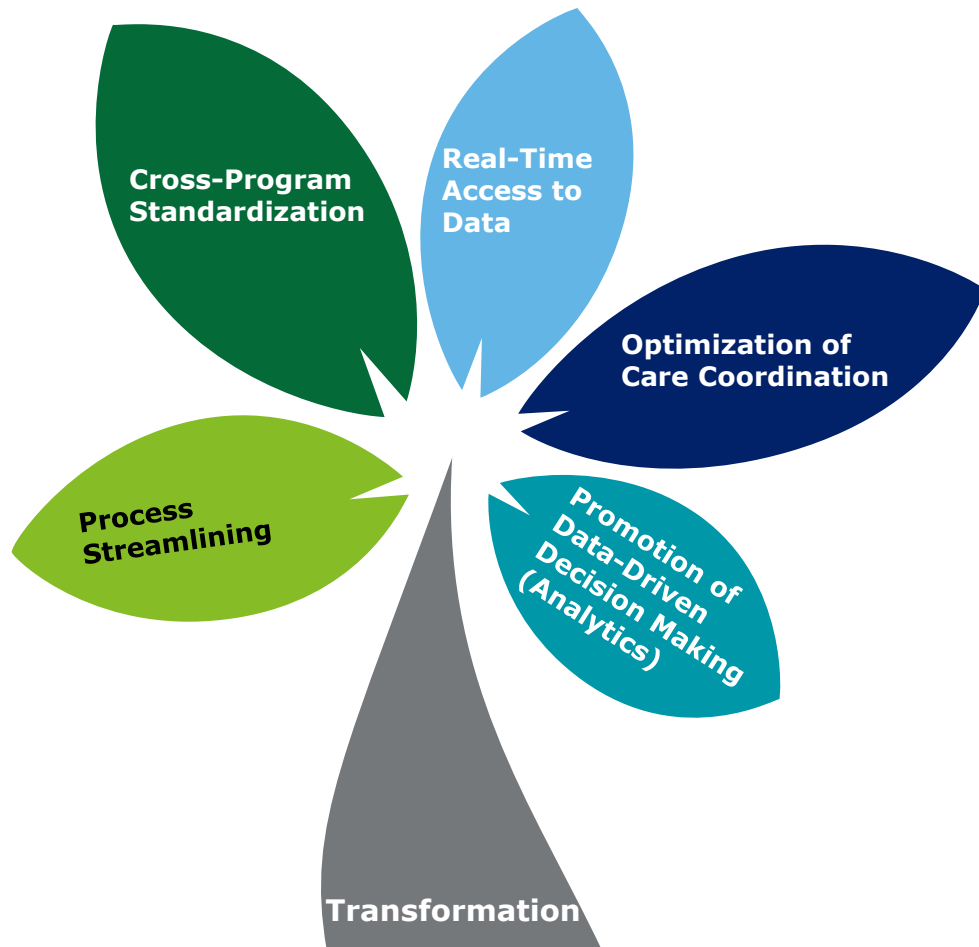 Cross-Program
Standardization
Real-Time
Access to
Data
Optimization of
Care Coordination
Process
Streamlining
Promotion of
Data-Driven
Decision Making
(Analytics)
Transformation